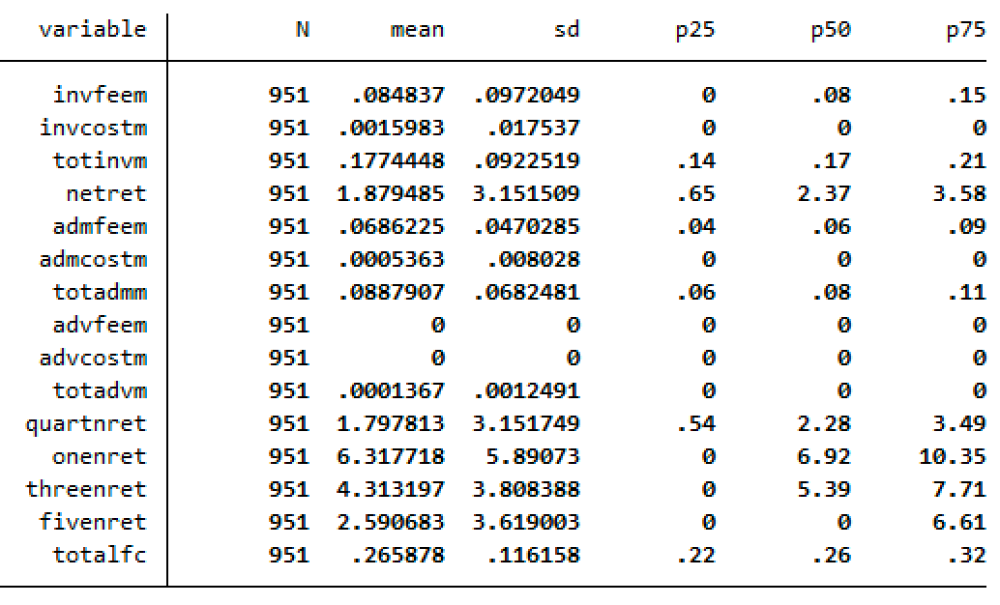 variable N mean sd p25 p50 p75
invfeem 951 .084837 .0972049 0 .08 .15
invcostm 951 .0015983 .017537 0 0 0
totinvm 951 .1774448 .0922519 .14 .17 .21
netret 951 1.879485 3.151509 .65 2.37 3.58
admfeem 951 .0686225 .0470285 .04 .06 .09
admcostm 951 .0005363 .008028 0 0 0
totadmm 951 .0887907 .0682481 .06 .08 .11
advfeem 951 0 0 0 0 0
advcostm 951 0 0 0 0 0
totadvm 951 .0001367 .0012491 0 0 0
quartnret 951 1.797813 3.151749 .54 2.28 3.49
onenret 951 6.317718 5.89073 0 6.92 10.35
threenret 951 4.313197 3.808388 0 5.39 7.71
fivenret 951 2.590683 3.619003 0 0 6.61
totalfc 951 .265878 .116158 .22 .26 .32